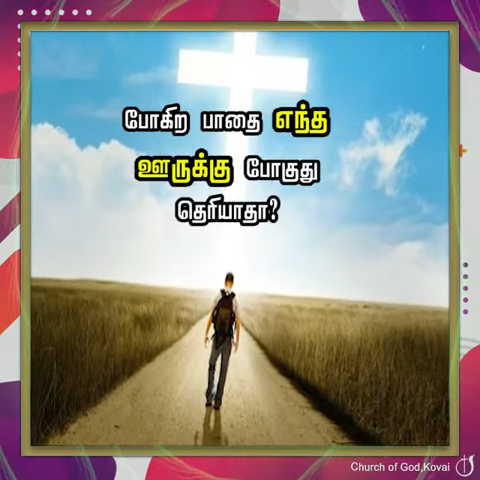 போகிற பாதை எந்த
ஊருக்கு போகுது
தெரியாதா?
Church of God,Kovai